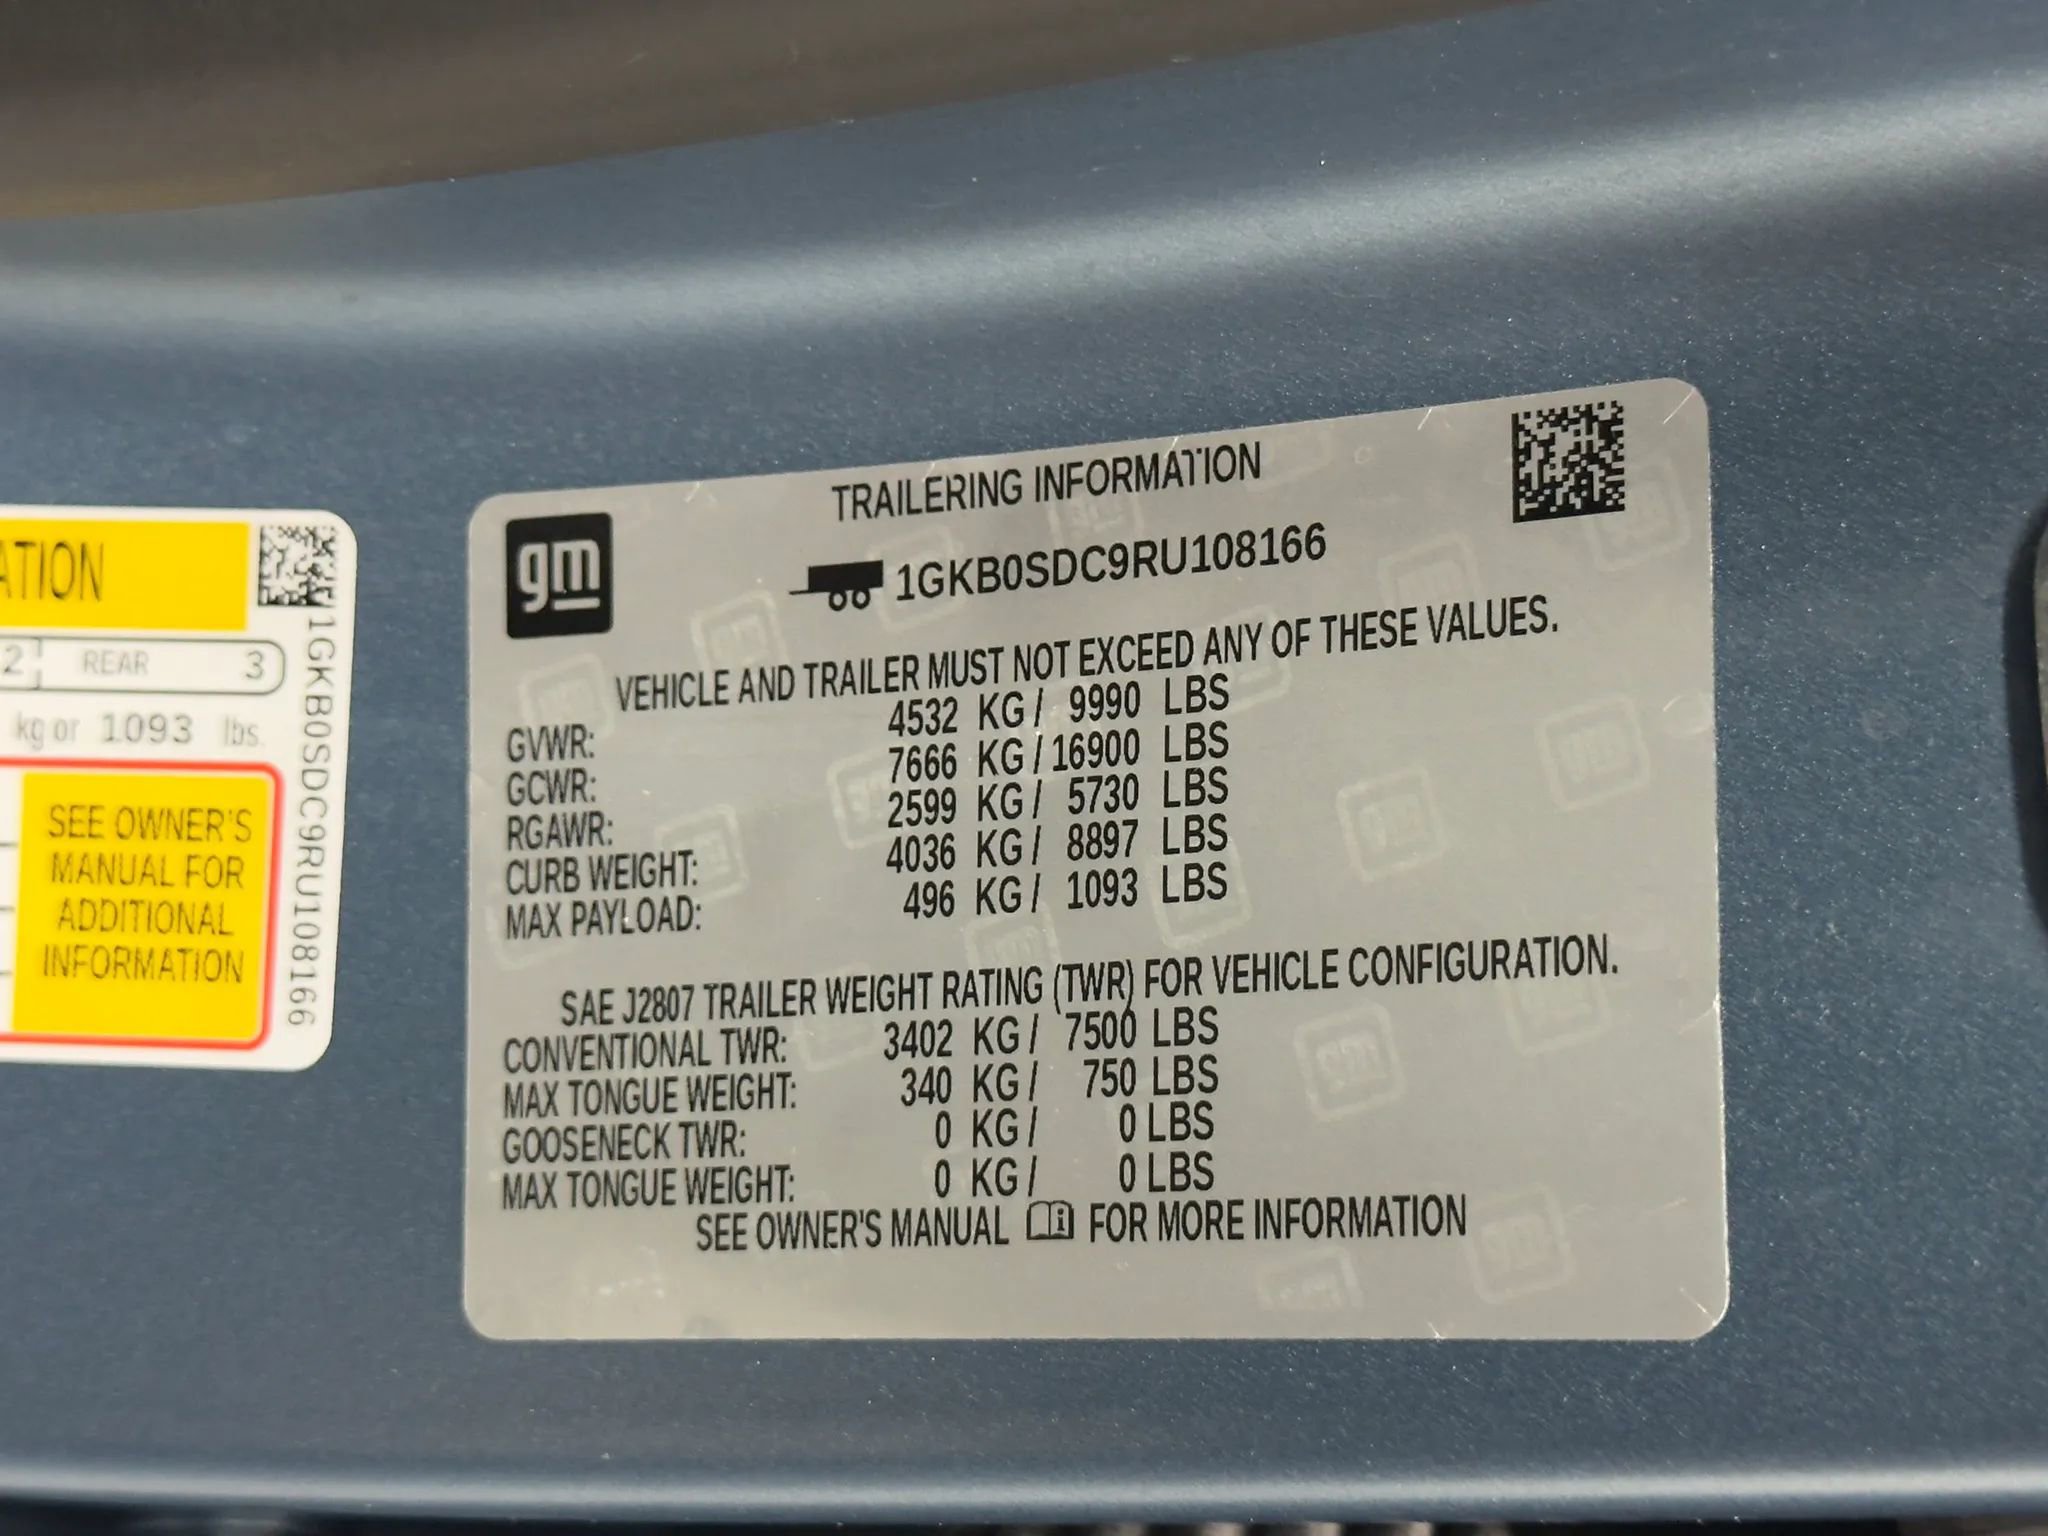 ATION
2 REAR 3
kg or 1093 lbs.
SEE OWNER'S
MANUAL FOR
ADDITIONAL
INFORMATION
1GKB0SDC9RU108166
gm
TRAILERING INFORMATION
1GKB0SDC9RU108166
VEHICLE AND TRAILER MUST NOT EXCEED ANY OF THESE VALUES.
GVWR: 4532 KG / 9990 LBS
GCWR: 7666 KG / 16900 LBS
RGAWR: 2599 KG / 5730 LBS
CURB WEIGHT: 4036 KG / 8897 LBS
MAX PAYLOAD: 496 KG / 1093 LBS
SAE J2807 TRAILER WEIGHT RATING (TWR) FOR VEHICLE CONFIGURATION.
CONVENTIONAL TWR: 3402 KG / 7500 LBS
MAX TONGUE WEIGHT: 340 KG / 750 LBS
GOOSENECK TWR: 0 KG / 0 LBS
MAX TONGUE WEIGHT: 0 KG / 0 LBS
SEE OWNER'S MANUAL FOR MORE INFORMATION